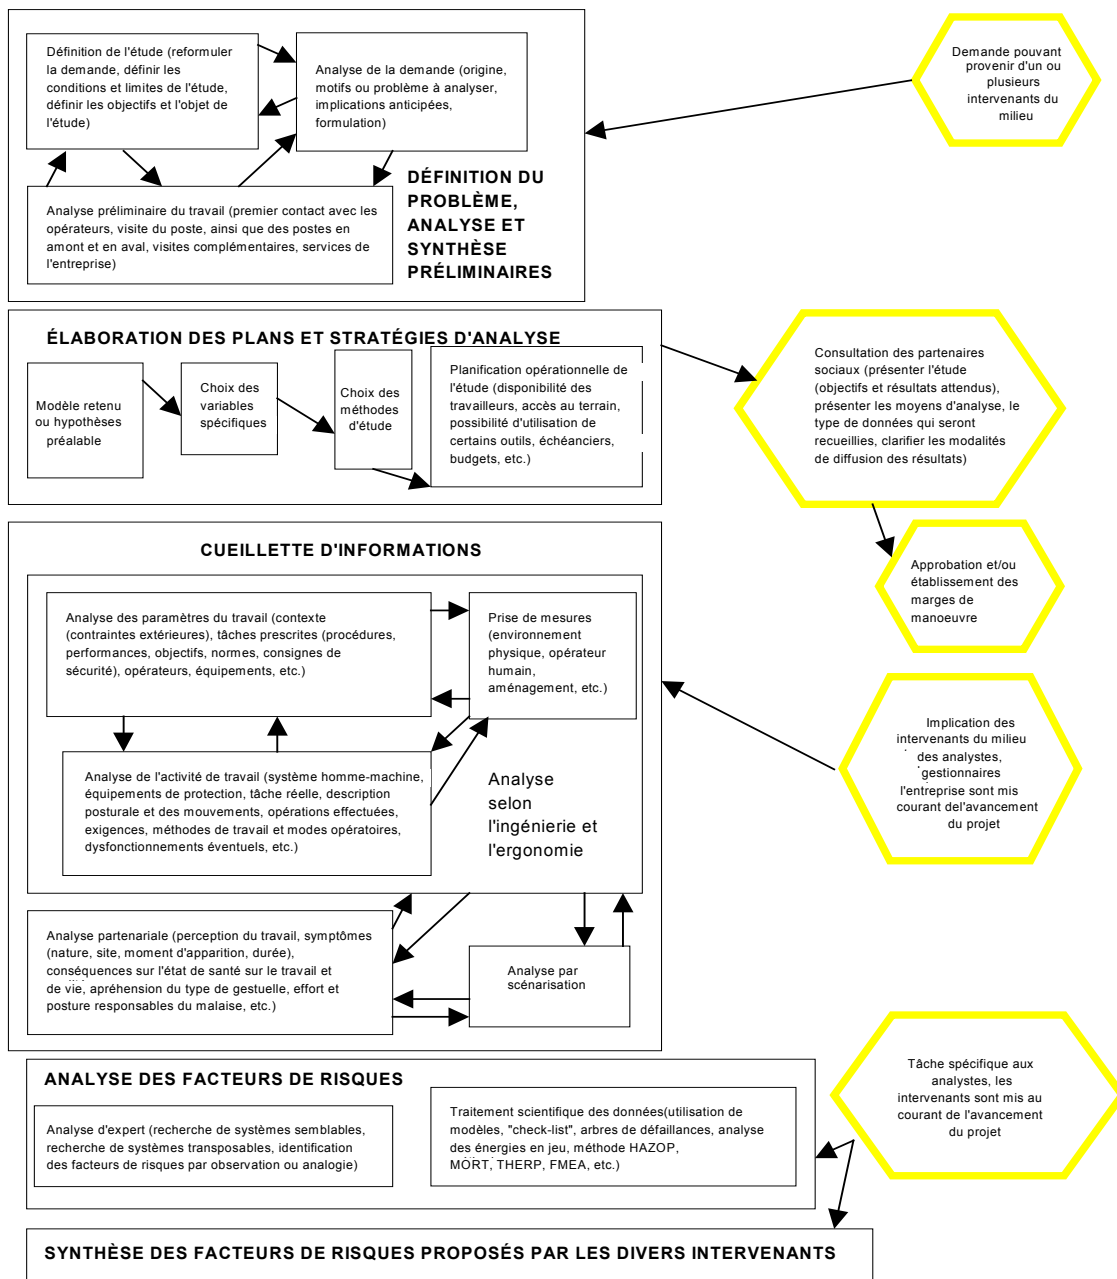 Définition de l'étude (reformuler
la demande, définir les
conditions et limites de l'étude,
définir les objectifs et l'objet de
l'étude)
Analyse de la demande (origine,
motifs ou problème à analyser,
implications anticipées,
formulation)
Demande pouvant
provenir d'un ou
plusieurs
intervenants du
milieu
Analyse préliminaire du travail (premier contact avec les
opérateurs, visite du poste, ainsi que des postes en
amont et en aval, visites complémentaires, services de
l'entreprise)
DÉFINITION DU
PROBLÈME,
ANALYSE ET
SYNTHÈSE
PRÉLIMINAIRES
ÉLABORATION DES PLANS ET STRATÉGIES D'ANALYSE
Modèle retenu
ou hypothèses
préalable
Choix des
variables
spécifiques
Choix des
méthodes
d'étude
Planification opérationnelle de
l'étude (disponibilité des
travailleurs, accès au terrain,
possibilité d'utilisation de
certains outils, échéanciers,
budgets, etc.)
Consultation des partenaires
sociaux (présenter l'étude
(objectifs et résultats attendus),
présenter les moyens d'analyse, le
type de données qui seront
recueillies, clarifier les modalités
de diffusion des résultats)
Approbation et/ou
établissement des
marges de
manoeuvre
CUEILLETTE D'INFORMATIONS
Analyse des paramètres du travail (contexte
(contraintes extérieures), tâches prescrites (procédures,
performances, objectifs, normes, consignes de
sécurité), opérateurs, équipements, etc.)
Prise de mesures
(environnement
physique, opérateur
humain,
aménagement, etc.)
Analyse de l'activité de travail (système homme-machine,
équipements de protection, tâche réelle, description
posturale et des mouvements, opérations effectuées,
exigences, méthodes de travail et modes opératoires,
dysfonctionnements éventuels, etc.)
Analyse
selon
l'ingénierie et
l'ergonomie
Implication des
intervenants du milieu
des analystes,
gestionnaires
l'entreprise sont mis
courant del'avancement
du projet
Analyse partenariale (perception du travail, symptômes
(nature, site, moment d'apparition, durée),
conséquences sur l'état de santé sur le travail et
de vie, apréhension du type de gestuelle, effort et
posture responsables du malaise, etc.)
Analyse par
scénarisation
ANALYSE DES FACTEURS DE RISQUES
Analyse d'expert (recherche de systèmes semblables,
recherche de systèmes transposables, identification
des facteurs de risques par observation ou analogie)
Traitement scientifique des données(utilisation de
modèles, "check-list", arbres de défaillances, analyse
des énergies en jeu, méthode HAZOP,
MORT, THERP, FMEA, etc.)
Tâche spécifique aux
analystes, les
intervenants sont mis au
courant de l'avancement
du projet
SYNTHÈSE DES FACTEURS DE RISQUES PROPOSÉS PAR LES DIVERS INTERVENANTS